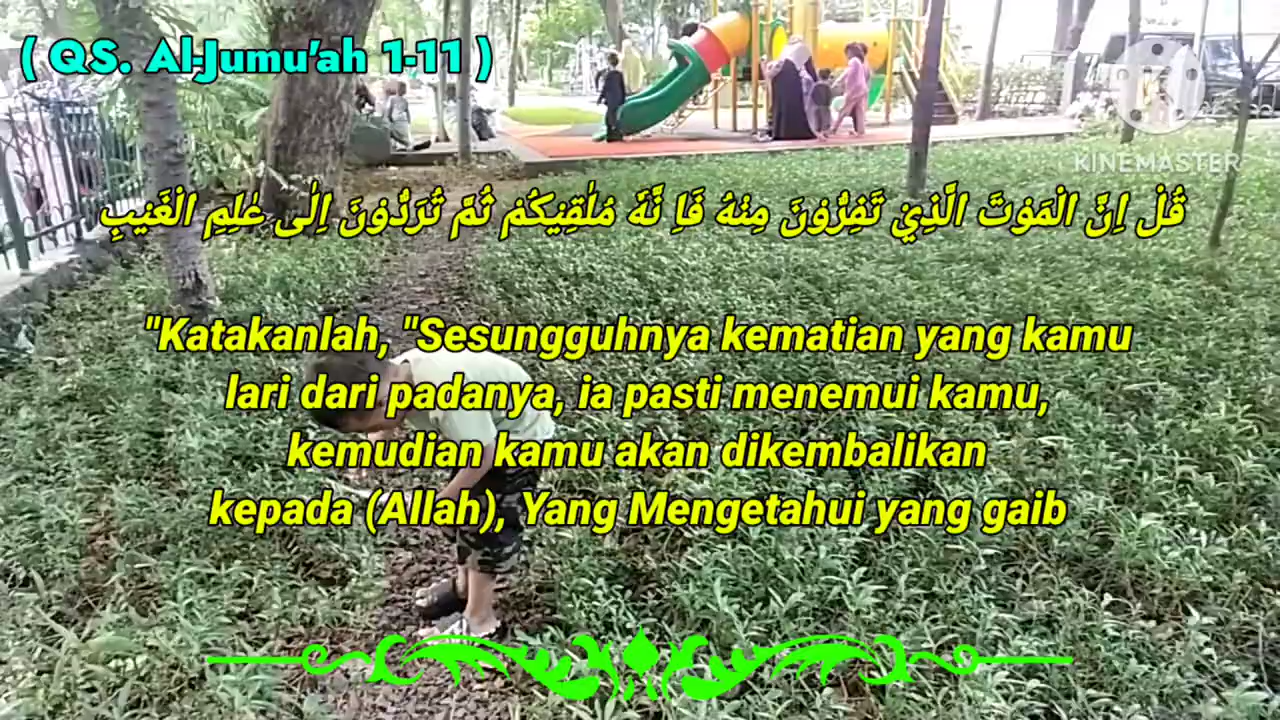 ( QS. Al-Jumu'ah 1-11 )
KINEMASTER
قُلْ اِنَّ الْمَوْتَ الَّذِيْ تَفِرُّوْنَ مِنْهُ فَاِ نَّهٗ مُلٰقِيْكُمْ ثُمَّ تُرَدُّوْنَ اِلٰى عٰلِمِ الْغَيْبِ
"Katakanlah, "Sesungguhnya kematian yang kamu
lari dari padanya, ia pasti menemui kamu,
kemudian kamu akan dikembalikan
kepada (Allah), Yang Mengetahui yang gaib